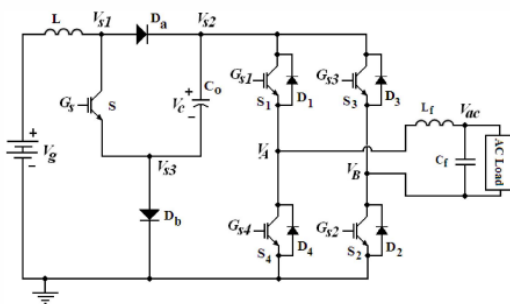 L
Vs1
Da
Vs2
Gs
S
+
Vc
-
Co
Gs1
S1
D1
Gs3
S3
D3
+
Vg
-
Vs3
VA
VB
Lf
Vac
Cf
AC Load
Db
Gs4
S4
D4
Gs2
S2
D2